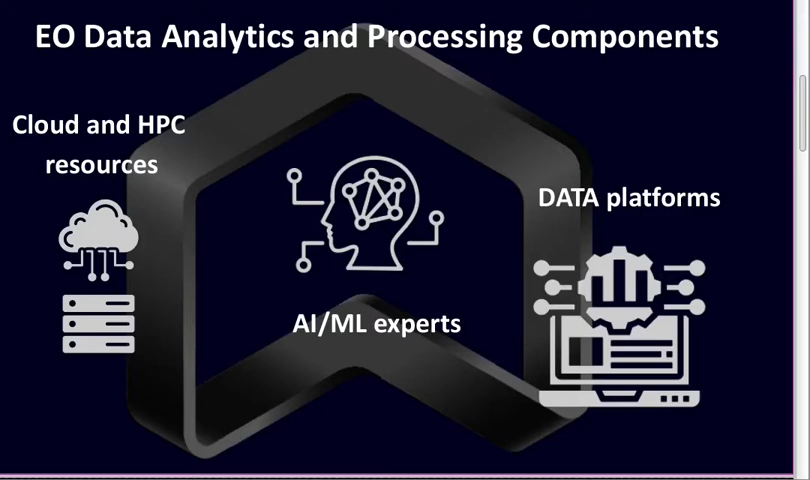 EO Data Analytics and Processing Components
Cloud and HPC
resources
DATA platforms
AI/ML experts